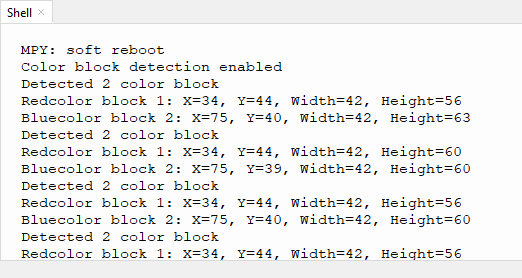 Shell ×
MPY: soft reboot
Color block detection enabled
Detected 2 color block
Redcolor block 1: X=34, Y=44, Width=42, Height=56
Bluecolor block 2: X=75, Y=40, Width=42, Height=63
Detected 2 color block
Redcolor block 1: X=34, Y=44, Width=42, Height=60
Bluecolor block 2: X=75, Y=39, Width=42, Height=60
Detected 2 color block
Redcolor block 1: X=34, Y=44, Width=42, Height=56
Bluecolor block 2: X=75, Y=40, Width=42, Height=60
Detected 2 color block
Redcolor block 1: X=34, Y=44, Width=42, Height=56